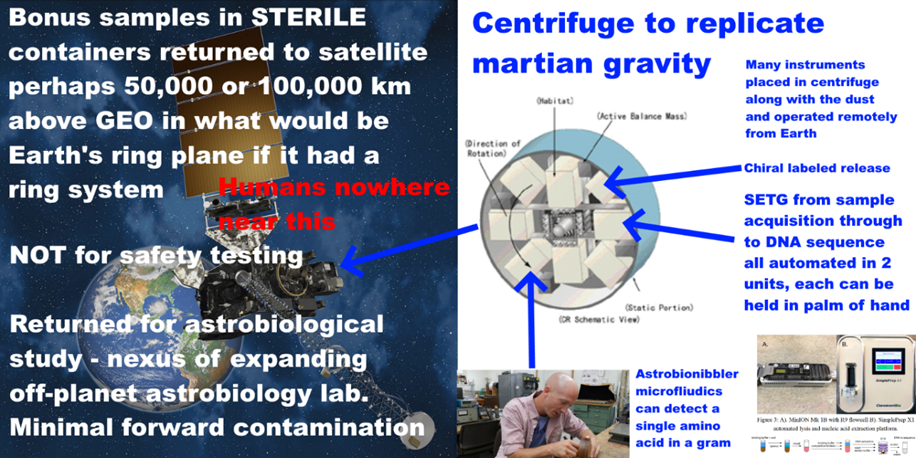 Bonus samples in STERILE
containers returned to satellite
perhaps 50,000 or 100,000 km
above GEO in what would be
Earth's ring plane if it had a
ring system
Humans nowhere
near this
NOT for safety testing
Returned for astrobiological
study - nexus of expanding
off-planet astrobiology lab.
Minimal forward contamination
Centrifuge to replicate
martian gravity
Many instruments
placed in centrifuge
along with the dust
and operated remotely
from Earth
(Habitat)
(Active Balance Mass)
(Direction of
Rotation)
Chiral labeled release
SETG from sample
acquisition through
to DNA sequence
all automated in 2
units, each can be
held in palm of hand
(Static Portion)
(CR Schematic View)
Astrobionibbler
microfliudics
can detect a
single amino
acid in a gram
A.
B.
SimplePrep X1
Figure 3: A). MinION Mk 1B with R9 flowcell B). SimplePrep X1
automated lysis and nucleic acid extraction platform.